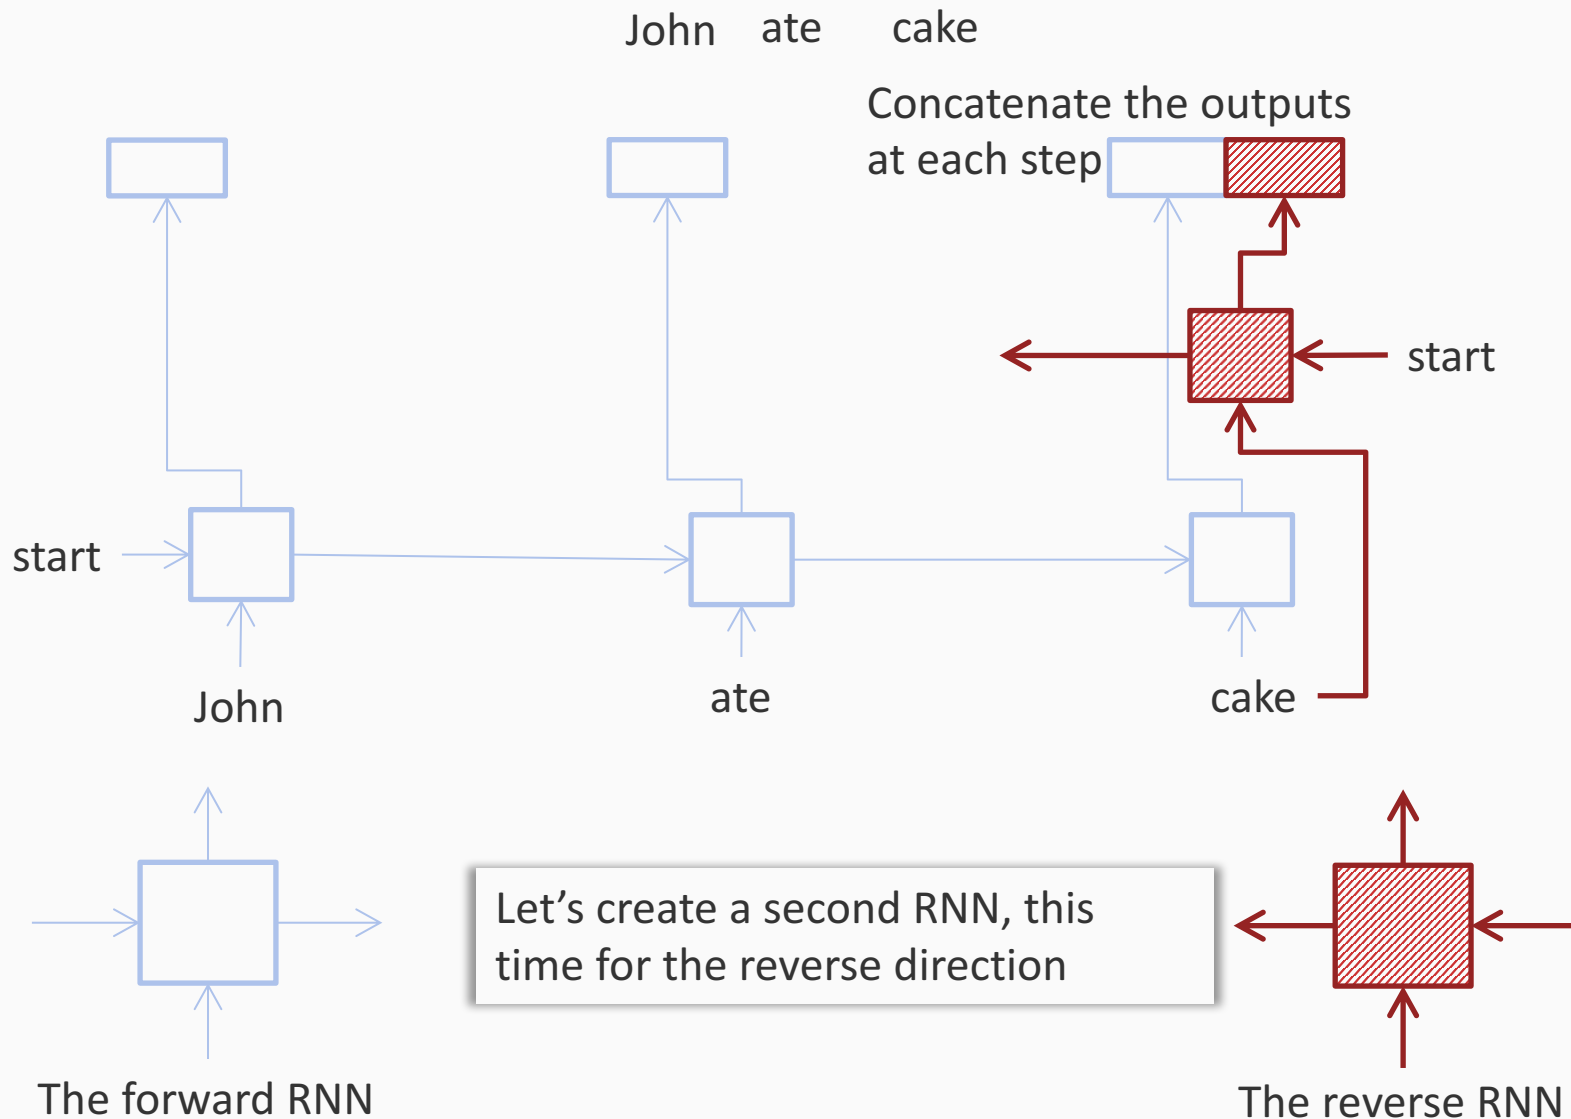 John ate cake
Concatenate the outputs
at each step
start
start
John
ate
cake
Let’s create a second RNN, this
time for the reverse direction
The forward RNN
The reverse RNN